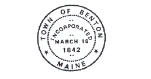 TOWN OF BENTON
INCORPORATED
MARCH 16
1842
MAINE